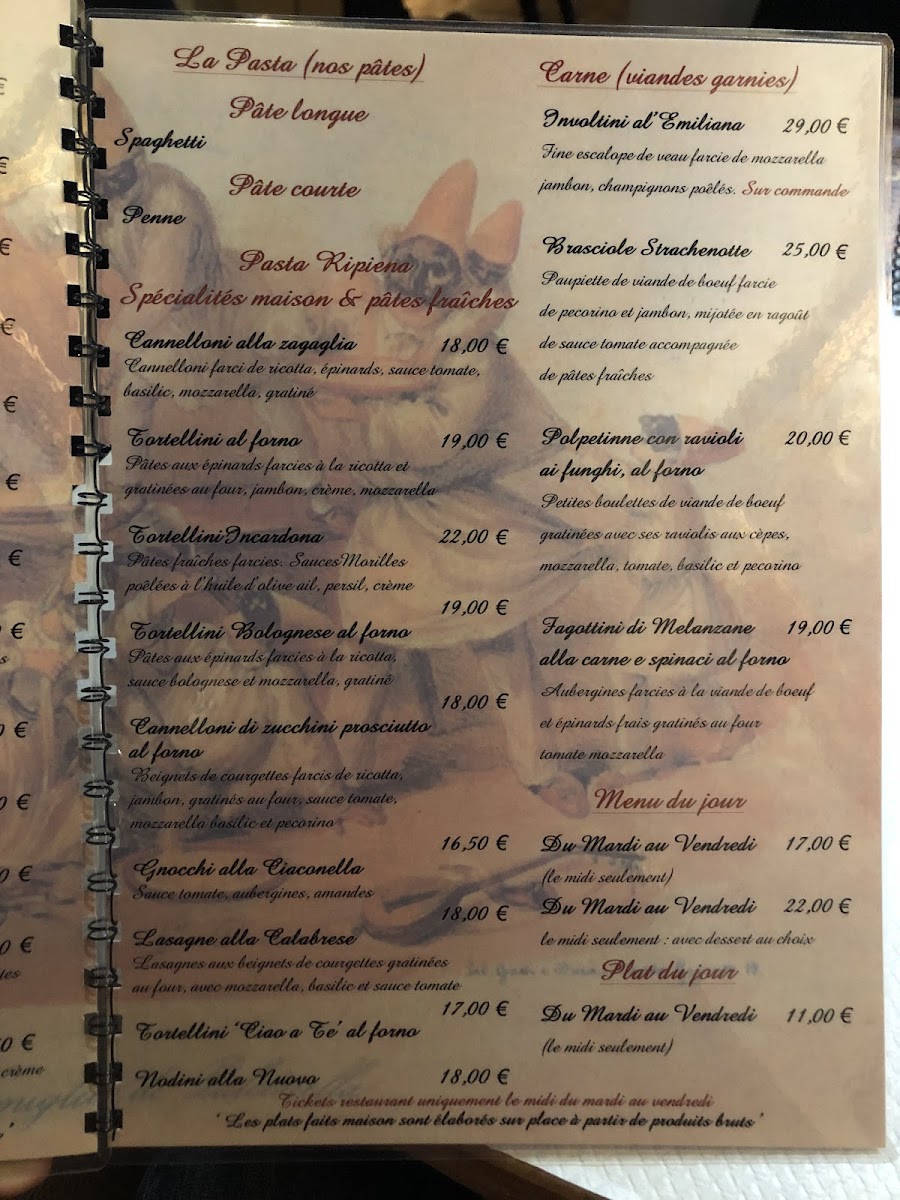 La Pasta (nos pâtes)
Pâte longue
Spaghetti
Pâte courte
Penne
Pasta Ripiena
Spécialités maison & pâtes fraîches
Cannelloni alla zagaglia 18,00 €
Cannelloni farci de ricotta, épinards, sauce tomate,
basilic, mozzarella, gratiné
Tortellini al forno 19,00 €
Pâtes aux épinards farcies à la ricotta et
gratinées au four, jambon, crème, mozzarella
Tortellini Incardona 22,00 €
Pâtes fraîches farcies. Sauces Morilles
poêlées à l'huile d'olive ail, persil, crème
19,00 €
Tortellini Bolognese al forno
Pâtes aux épinards farcies à la ricotta,
sauce bolognese et mozzarella, gratiné
18,00 €
Cannelloni di zucchini prosciutto
al forno
Beignets de courgettes farcis de ricotta,
jambon, gratinés au four, sauce tomate,
mozzarella basilic et pecorino
16,50 €
Gnocchi alla Ciaconella
Sauce tomate, aubergines, amandes
18,00 €
Lasagne alla Calabrese
Lasagnes aux beignets de courgettes gratinées
au four, avec mozzarella, basilic et sauce tomate
17,00 €
Tortellini 'Ciao a Te' al forno
Nodini alla Nuovo 18,00 €
Carne (viandes garnies)
Involtini al'Emiliana 29,00 €
Fine escalope de veau farcie de mozzarella
jambon, champignons poêlés. Sur commande
Brasciole Strachenotte 25,00 €
Paupiette de viande de boeuf farcie
de pecorino et jambon, mijotée en ragoût
de sauce tomate accompagnée
de pâtes fraîches
Polpetinne con ravioli 20,00 €
ai funghi, al forno
Petites boulettes de viande de boeuf
gratinées avec ses raviolis aux cèpes,
mozzarella, tomate, basilic et pecorino
Fagottini di Melanzane 19,00 €
alla carne e spinaci al forno
Aubergines farcies à la viande de boeuf
et épinards frais gratinés au four
tomate mozzarella
Menu du jour
Du Mardi au Vendredi 17,00 €
(le midi seulement)
Du Mardi au Vendredi 22,00 €
le midi seulement : avec dessert au choix
Plat du jour
Du Mardi au Vendredi 11,00 €
(le midi seulement)
Tickets restaurant uniquement le midi du mardi au vendredi
'Les plats faits maison sont élaborés sur place à partir de produits bruts'